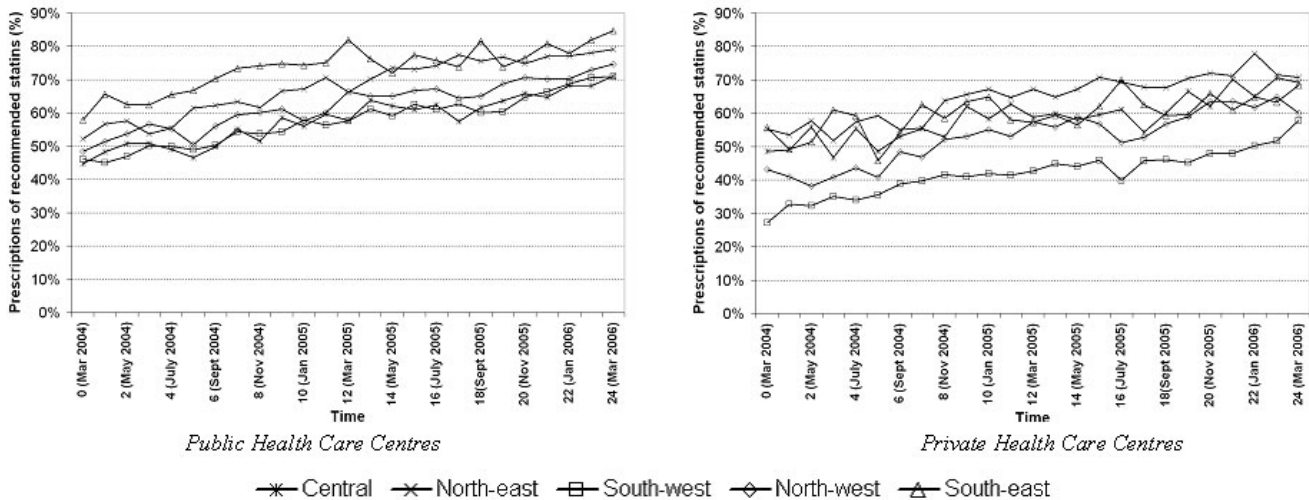 Prescriptions of recommended statins (%)
90%
80%
70%
60%
50%
40%
30%
20%
10%
0%
0 (Mar 2004)
2 (May 2004)
4 (July 2004)
6 (Sept 2004)
8 (Nov 2004)
10 (Jan 2005)
12 (Mar 2005)
14 (May 2005)
16 (July 2005)
18(Sept 2005)
20 (Nov 2005)
22 (Jan 2006)
24 (Mar 2006)
Time
Public Health Care Centres
Prescriptions of recommended statins (%)
90%
80%
70%
60%
50%
40%
30%
20%
10%
0%
0 (Mar 2004)
2 (May 2004)
4 (July 2004)
6 (Sept 2004)
8 (Nov 2004)
10 (Jan 2005)
12 (Mar 2005)
14 (May 2005)
16 (July 2005)
18 (Sept 2005)
20 (Nov 2005)
22 (Jan 2006)
24 (Mar 2006)
Time
Private Health Care Centres
Central North-east South-west North-west South-east